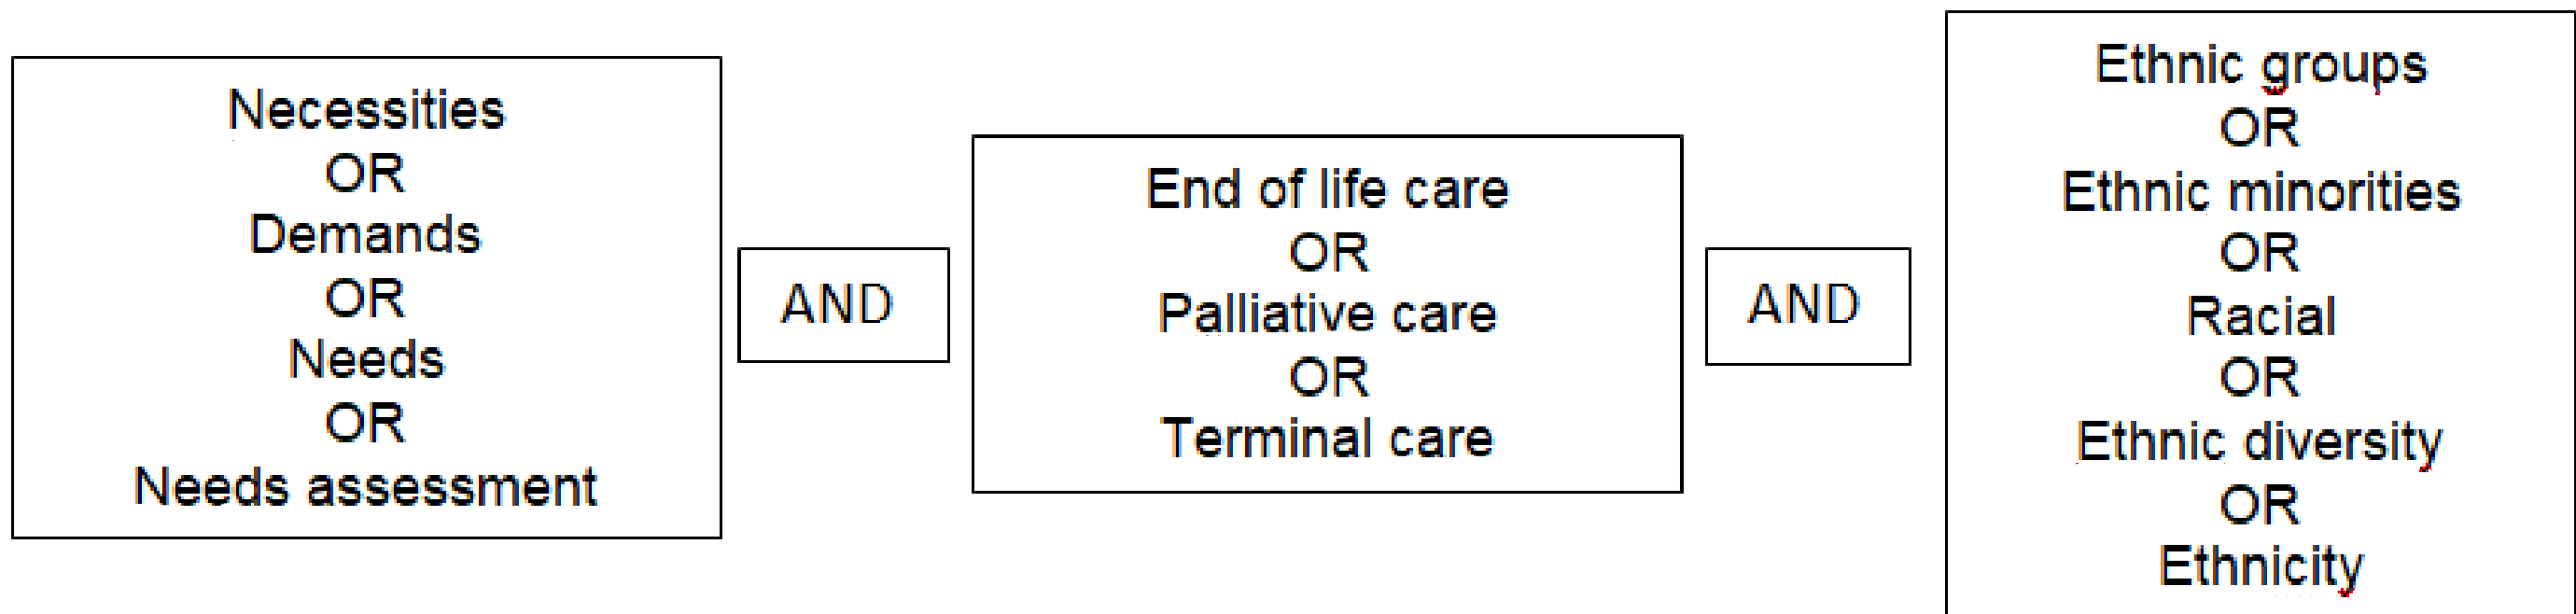 Necessities
OR
Demands
OR
Needs
OR
Needs assessment
AND
End of life care
OR
Palliative care
OR
Terminal care
AND
Ethnic groups
OR
Ethnic minorities
OR
Racial
OR
Ethnic diversity
OR
Ethnicity